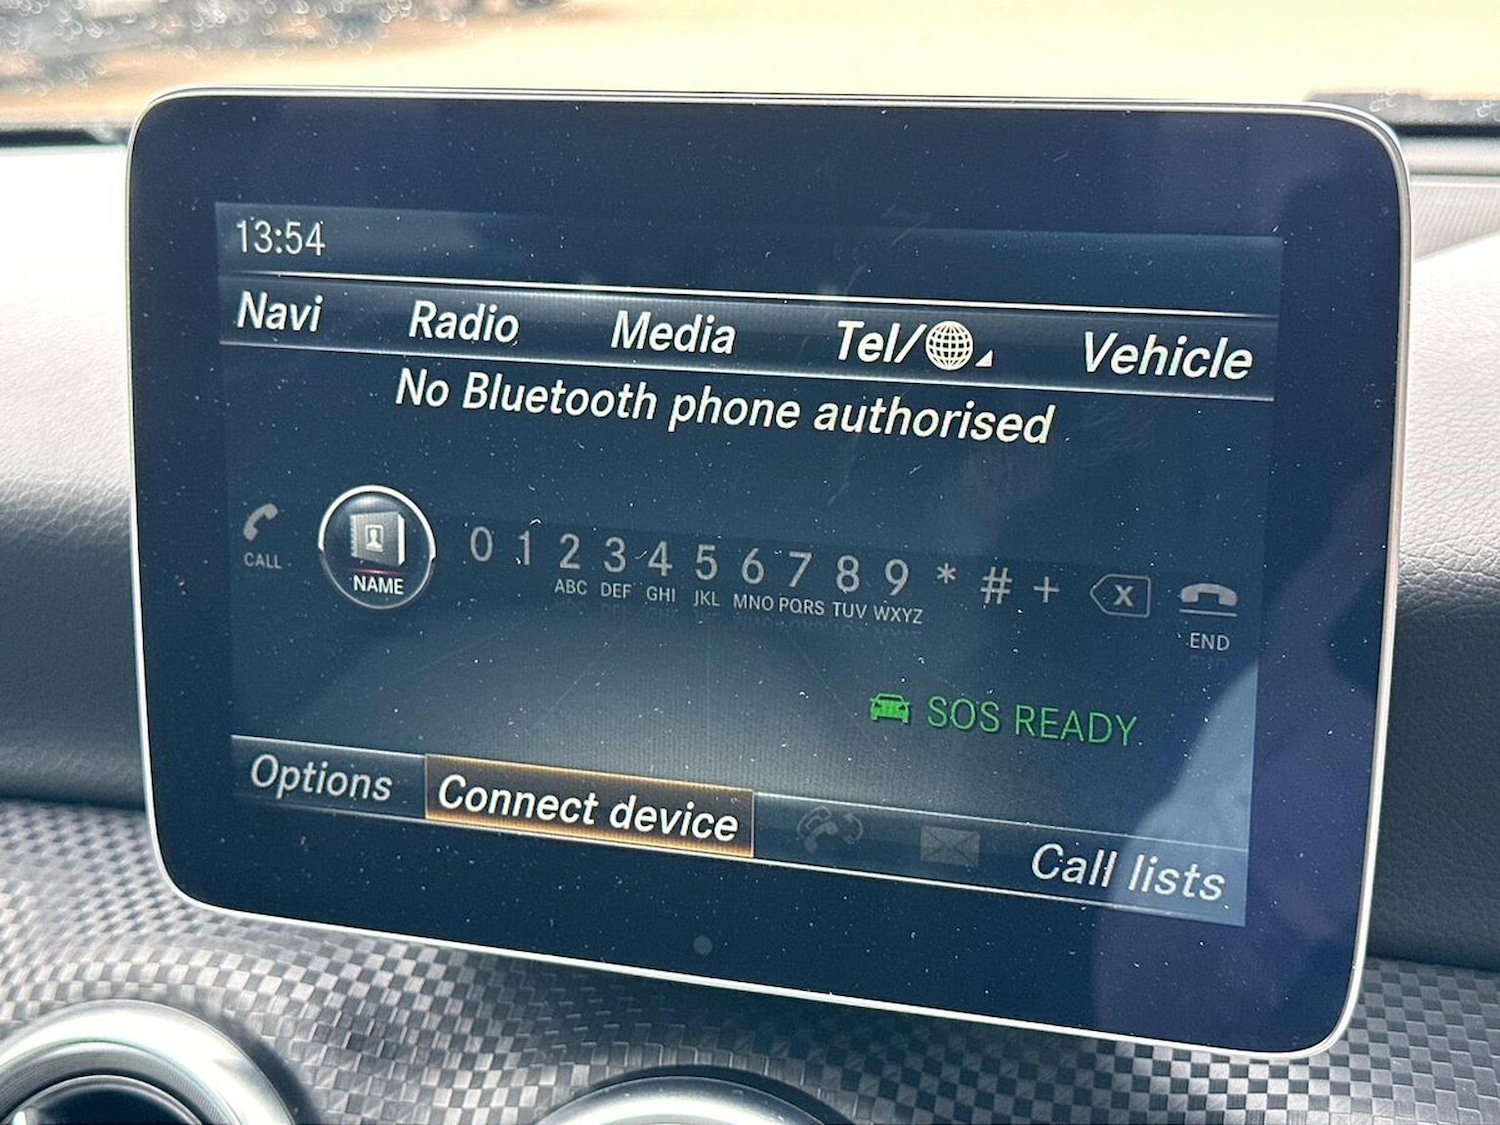 13:54
Navi Radio Media Tel/ Vehicle
No Bluetooth phone authorised
CALL NAME 0 1 2 ABC 3 DEF 4 GHI 5 JKL 6 MNO 7 PQRS 8 TUV 9 WXYZ * # + X END
SOS READY
Options Connect device Call lists